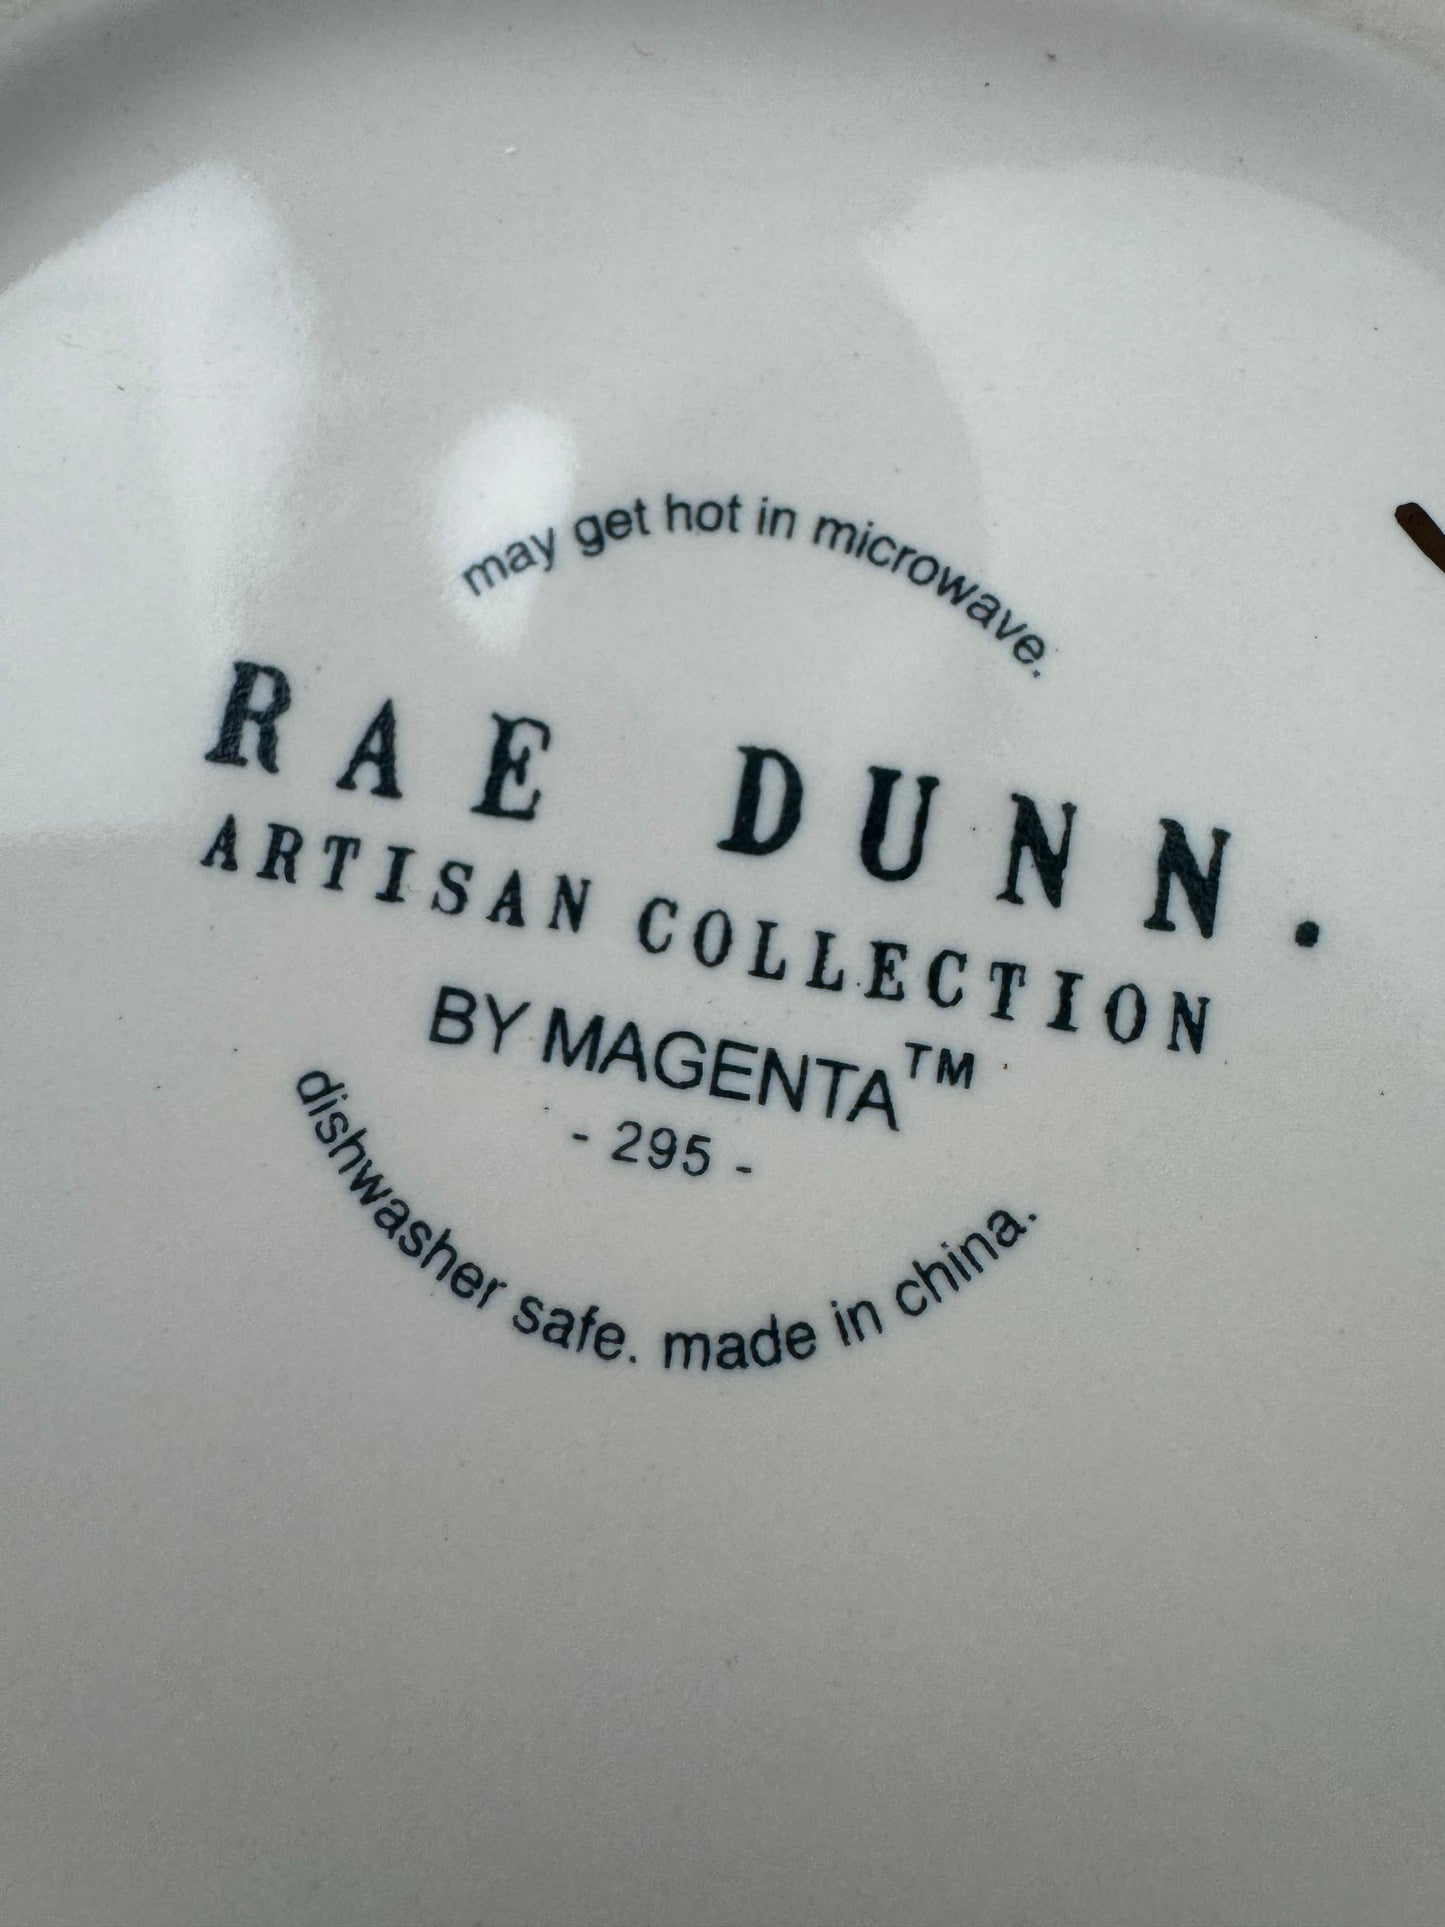 may get hot in microwave.
RAE DUNN.
ARTISAN COLLECTION
BY MAGENTA™
- 295 -
dishwasher safe. made in china.